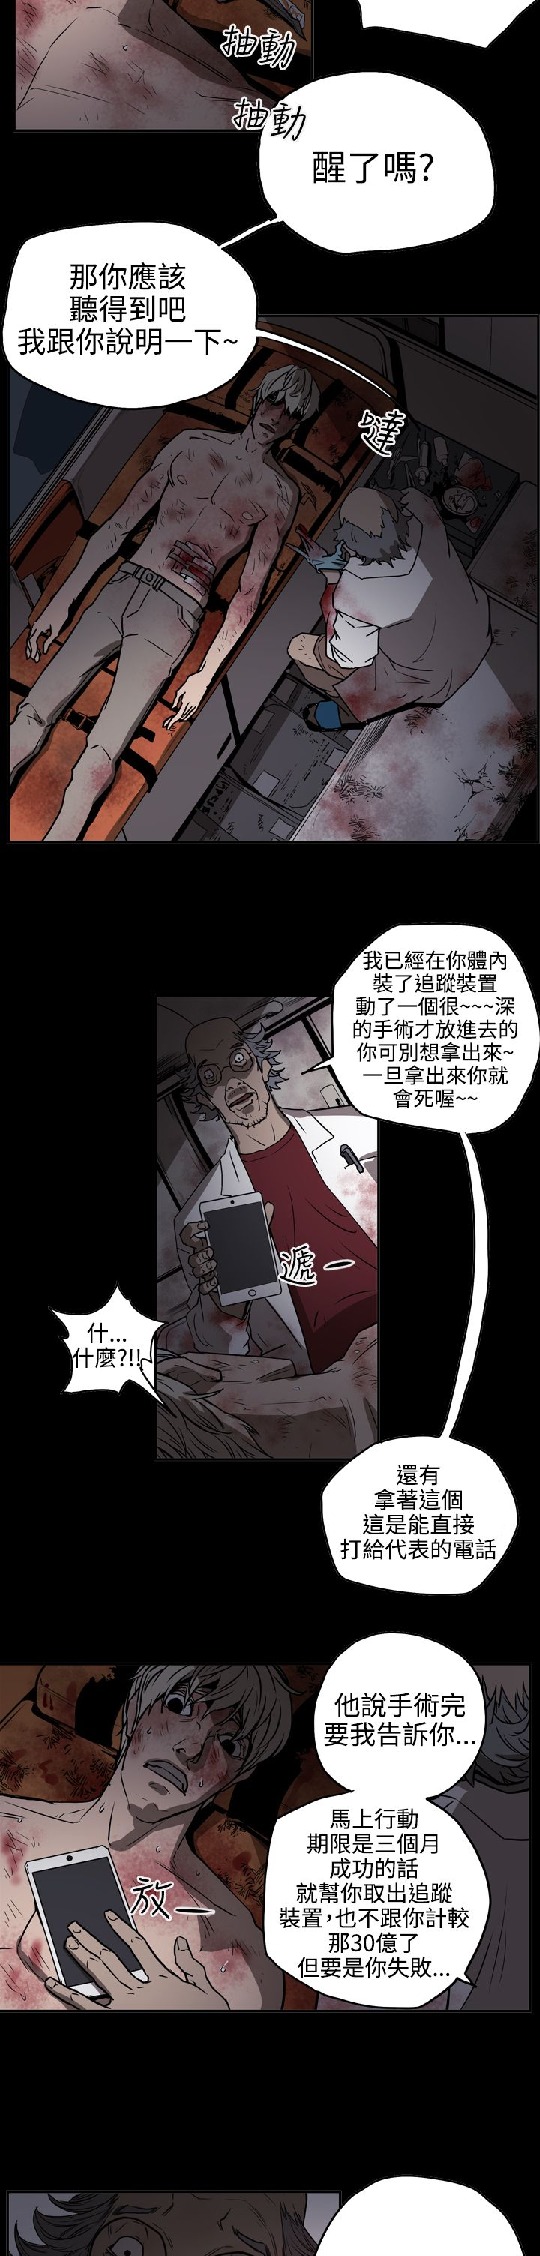 抽動
抽動
醒了嗎?
那你應該
聽得到吧
我跟你說明一下~
噠
我已經在你體內
裝了追蹤裝置
動了一個很~~~深
的手術才放進去的
你可別想拿出來~
一旦拿出來你就
會死喔~~
遞
什...
什麼?!!
還有
拿著這個
這是能直接
打給代表的電話
他說手術完
要我告訴你...
馬上行動
期限是三個月
成功的話
就幫你取出追蹤
裝置,也不跟你計較
那30億了
但要是你失敗...
放